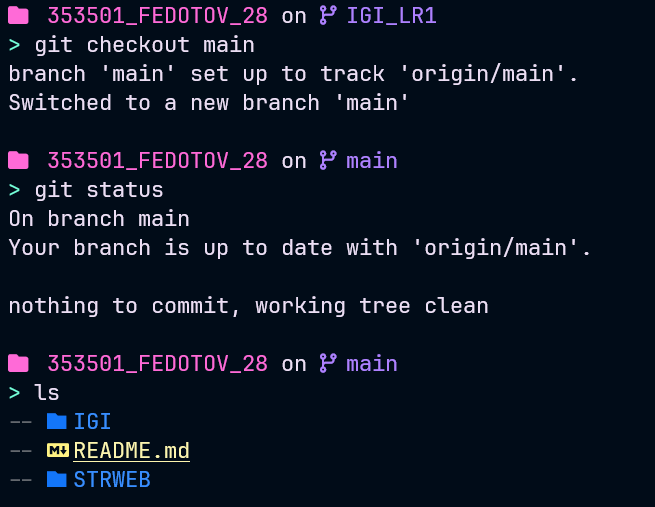 353501_FEDOTOV_28 on IGI_LR1
> git checkout main
branch 'main' set up to track 'origin/main'.
Switched to a new branch 'main'
353501_FEDOTOV_28 on main
> git status
On branch main
Your branch is up to date with 'origin/main'.
nothing to commit, working tree clean
353501_FEDOTOV_28 on main
> ls
-- IGI
-- README.md
-- STRWEB